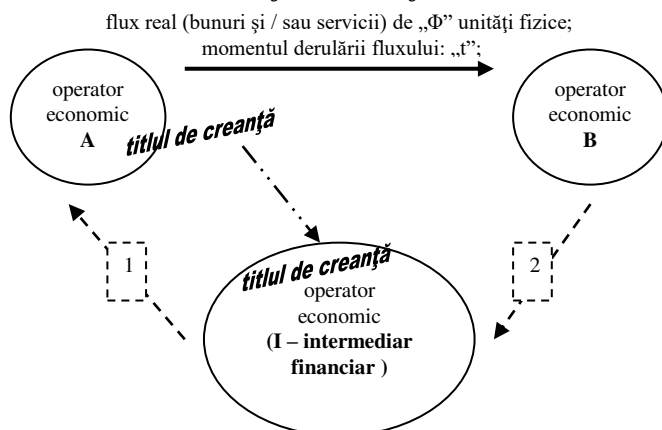 flux real (bunuri şi / sau servicii) de „Φ” unităţi fizice;
momentul derulării fluxului: „t”;
operator
economic
A
titlul de creanţă
operator
economic
B
1
2
titlul de creanţă
operator
economic
(I – intermediar
financiar )